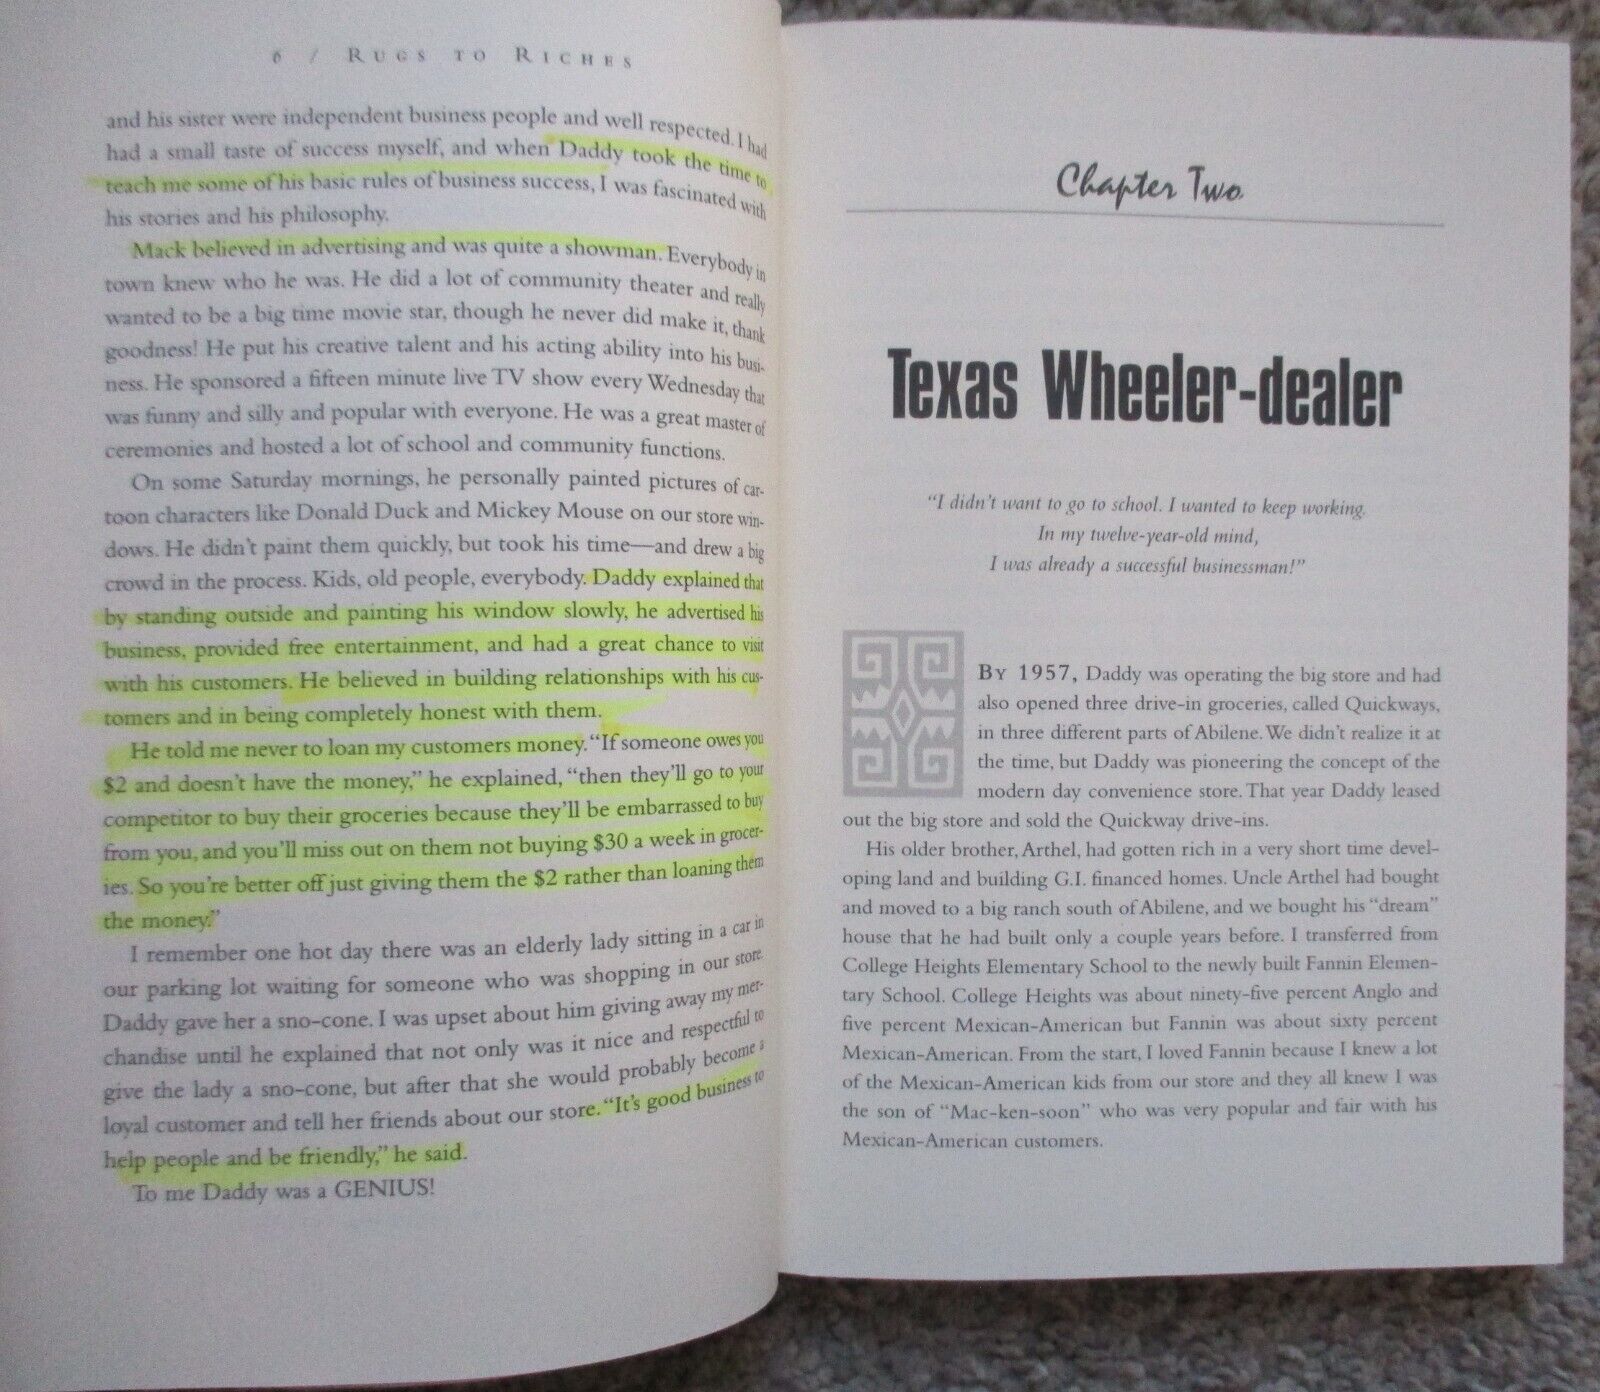 6 / RUGS TO RICHES
and his sister were independent business people and well respected. I had
had a small taste of success myself, and when Daddy took the time to
teach me some of his basic rules of business success, I was fascinated with
his stories and his philosophy.
Mack believed in advertising and was quite a showman. Everybody in
town knew who he was. He did a lot of community theater and really
wanted to be a big time movie star, though he never did make it, thank
goodness! He put his creative talent and his acting ability into his busi-
ness. He sponsored a fifteen minute live TV show every Wednesday that
was funny and silly and popular with everyone. He was a great master of
ceremonies and hosted a lot of school and community functions.
On some Saturday mornings, he personally painted pictures of car-
toon characters like Donald Duck and Mickey Mouse on our store win-
dows. He didn't paint them quickly, but took his time—and drew a big
crowd in the process. Kids, old people, everybody. Daddy explained that
by standing outside and painting his window slowly, he advertised his
business, provided free entertainment, and had a great chance to visit
with his customers. He believed in building relationships with his cus-
tomers and in being completely honest with them.
He told me never to loan my customers money. "If someone owes you
$2 and doesn't have the money," he explained, "then they'll go to your
competitor to buy their groceries because they'll be embarrassed to buy
from you, and you'll miss out on them not buying $30 a week in grocer-
ies. So you're better off just giving them the $2 rather than loaning them
the money."
I remember one hot day there was an elderly lady sitting in a car in
our parking lot waiting for someone who was shopping in our store.
Daddy gave her a sno-cone. I was upset about him giving away my mer-
chandise until he explained that not only was it nice and respectful to
give the lady a sno-cone, but after that she would probably become a
loyal customer and tell her friends about our store. "It's good business to
help people and be friendly," he said.
To me Daddy was a GENIUS!
Chapter Two
Texas Wheeler-dealer
"I didn't want to go to school. I wanted to keep working.
In my twelve-year-old mind,
I was already a successful businessman!"
BY 1957, Daddy was operating the big store and had
also opened three drive-in groceries, called Quickways,
in three different parts of Abilene. We didn't realize it at
the time, but Daddy was pioneering the concept of the
modern day convenience store. That year Daddy leased
out the big store and sold the Quickway drive-ins.
His older brother, Arthel, had gotten rich in a very short time devel-
oping land and building G.I. financed homes. Uncle Arthel had bought
and moved to a big ranch south of Abilene, and we bought his "dream"
house that he had built only a couple years before. I transferred from
College Heights Elementary School to the newly built Fannin Elemen-
tary School. College Heights was about ninety-five percent Anglo and
five percent Mexican-American but Fannin was about sixty percent
Mexican-American. From the start, I loved Fannin because I knew a lot
of the Mexican-American kids from our store and they all knew I was
the son of "Mac-ken-soon" who was very popular and fair with his
Mexican-American customers.